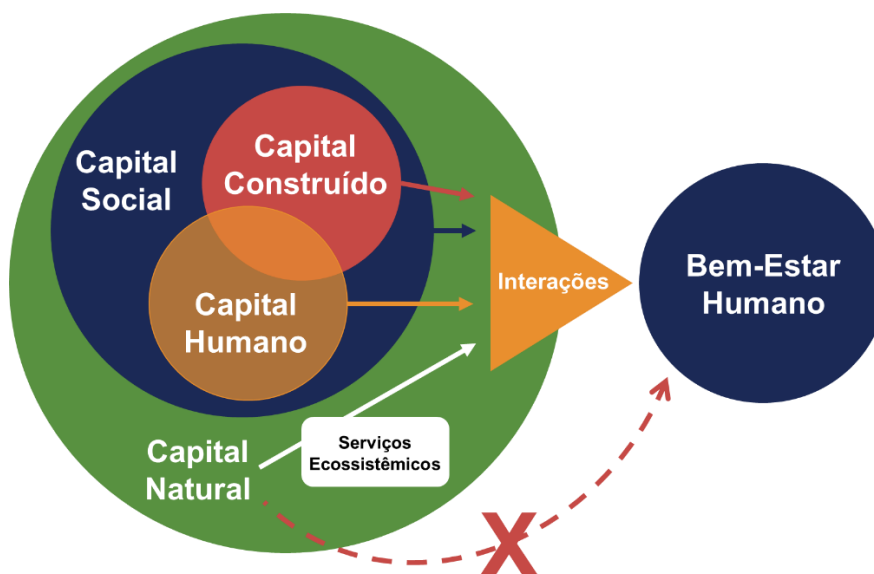 Capital
Social
Capital
Construído
Capital
Humano
Capital
Natural
Serviços
Ecossistêmicos
Interações
Bem-Estar
Humano
X